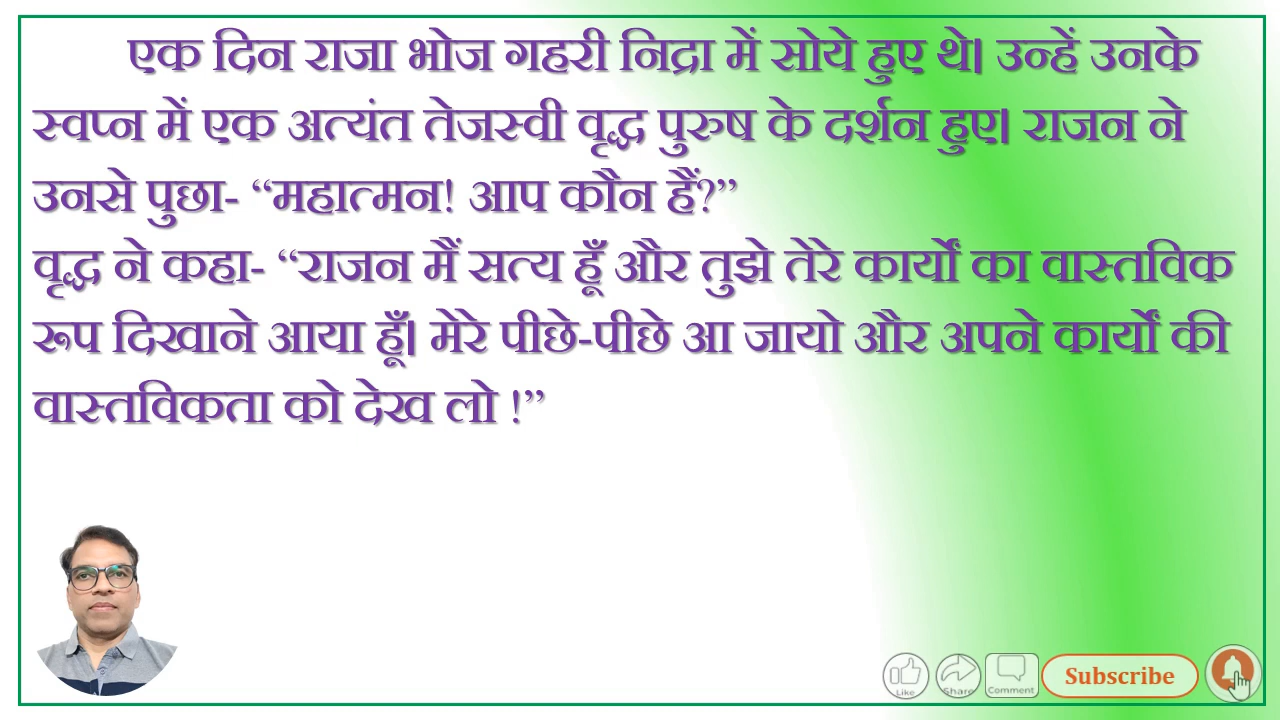 एक दिन राजा भोज गहरी निद्रा में सोये हुए थे| उन्हें उनके
स्वप्न में एक अत्यंत तेजस्वी वृद्ध पुरुष के दर्शन हुए| राजन ने
उनसे पुछा- “महात्मन! आप कौन हैं?”
वृद्ध ने कहा- “राजन मैं सत्य हूँ और तुझे तेरे कार्यों का वास्तविक
रूप दिखाने आया हूँ| मेरे पीछे-पीछे आ जायो और अपने कार्यों की
वास्तविकता को देख लो !”
Like Share Comment Subscribe